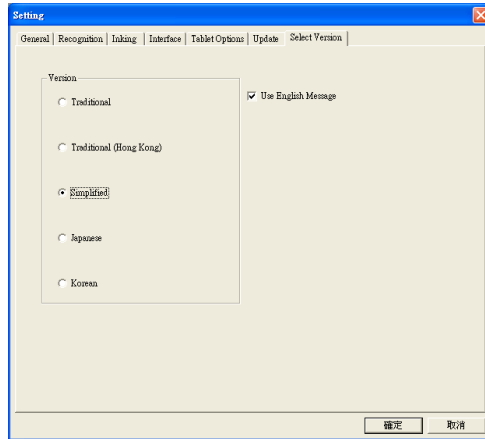 Setting
General Recognition Inking Interface Tablet Options Update Select Version
Version
Traditional
Use English Message
Traditional (Hong Kong)
Simplified
Japanese
Korean
確定 取消